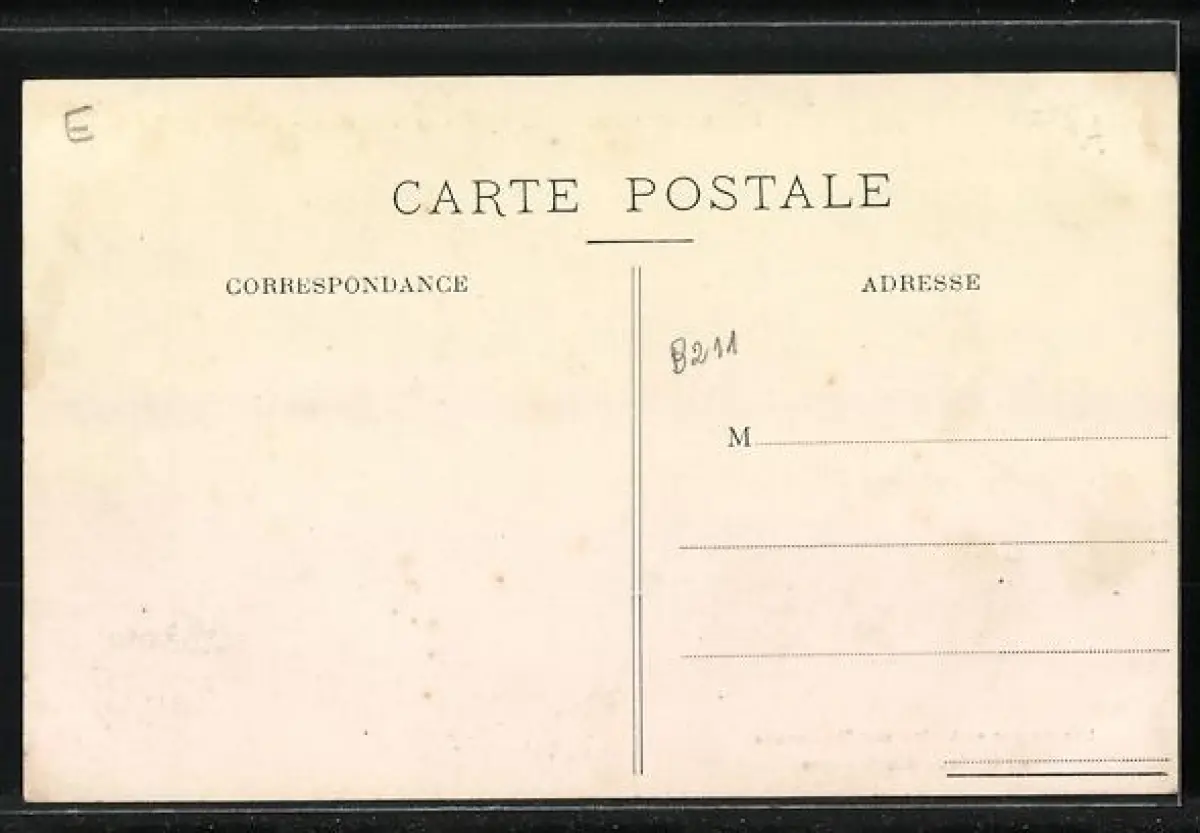 E
CARTE POSTALE
CORRESPONDANCE
ADRESSE
B211
M